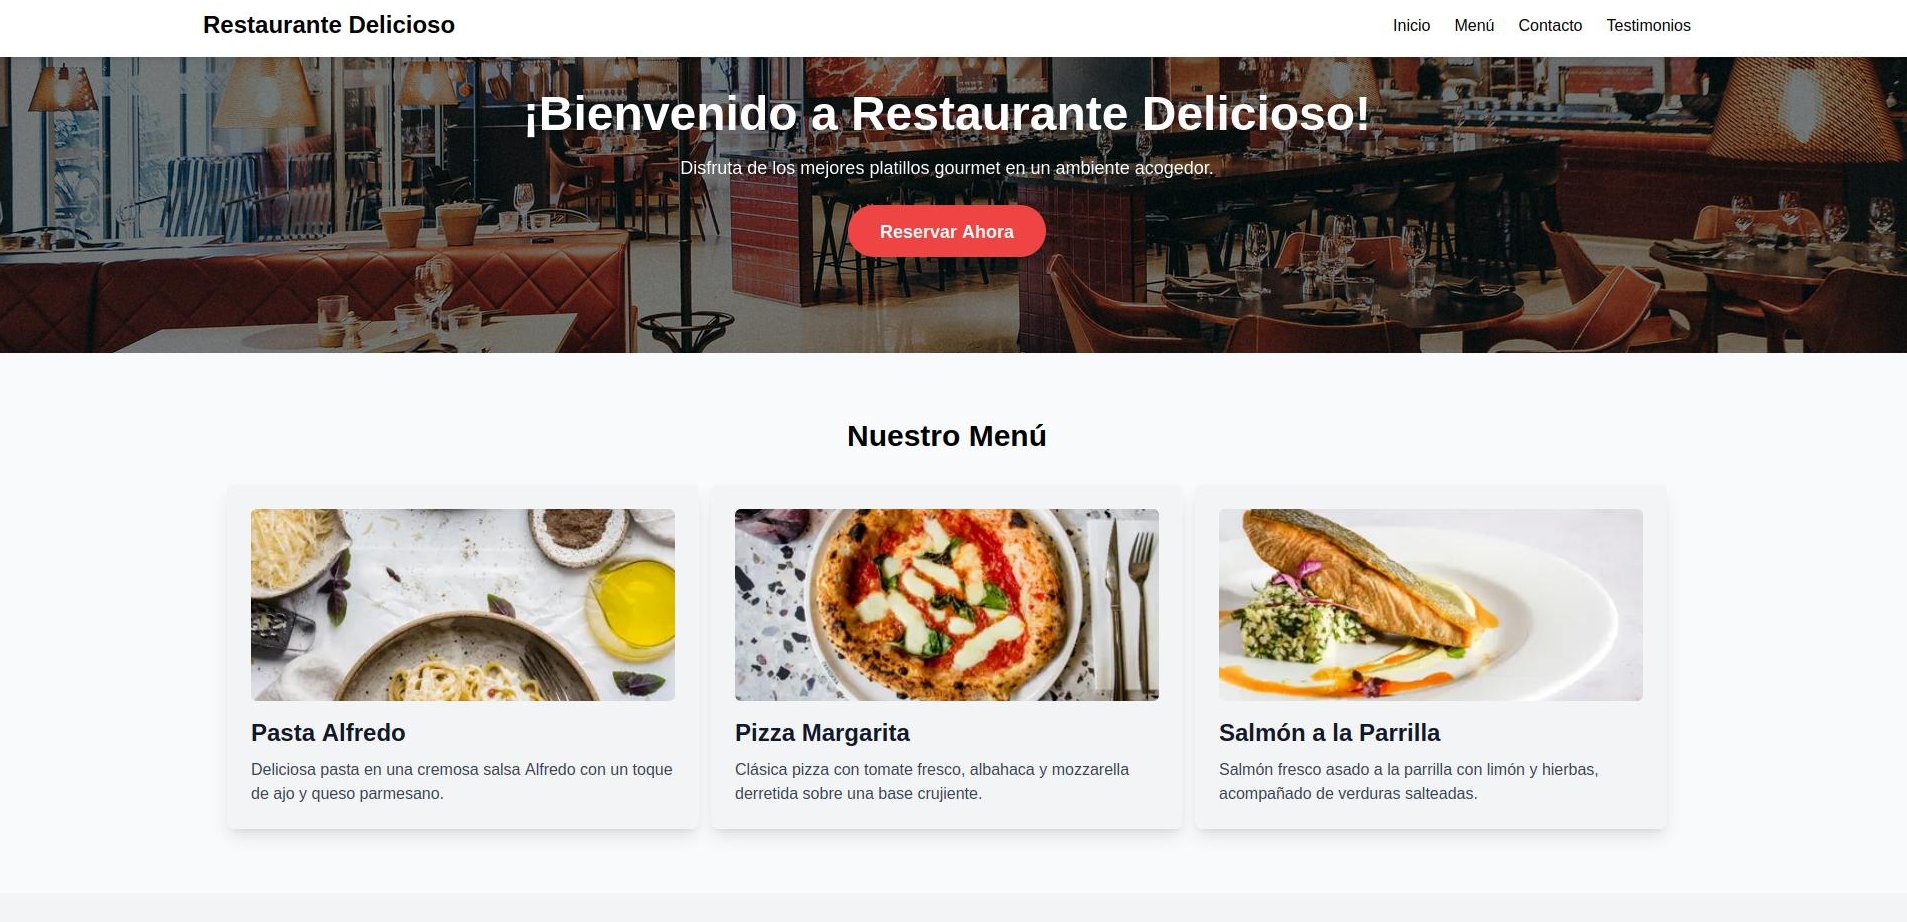 Restaurante Delicioso
Inicio Menú Contacto Testimonios
¡Bienvenido a Restaurante Delicioso!
Disfruta de los mejores platillos gourmet en un ambiente acogedor.
Reservar Ahora
Nuestro Menú
Pasta Alfredo
Deliciosa pasta en una cremosa salsa Alfredo con un toque
de ajo y queso parmesano.
Pizza Margarita
Clásica pizza con tomate fresco, albahaca y mozzarella
derretida sobre una base crujiente.
Salmón a la Parrilla
Salmón fresco asado a la parrilla con limón y hierbas,
acompañado de verduras salteadas.